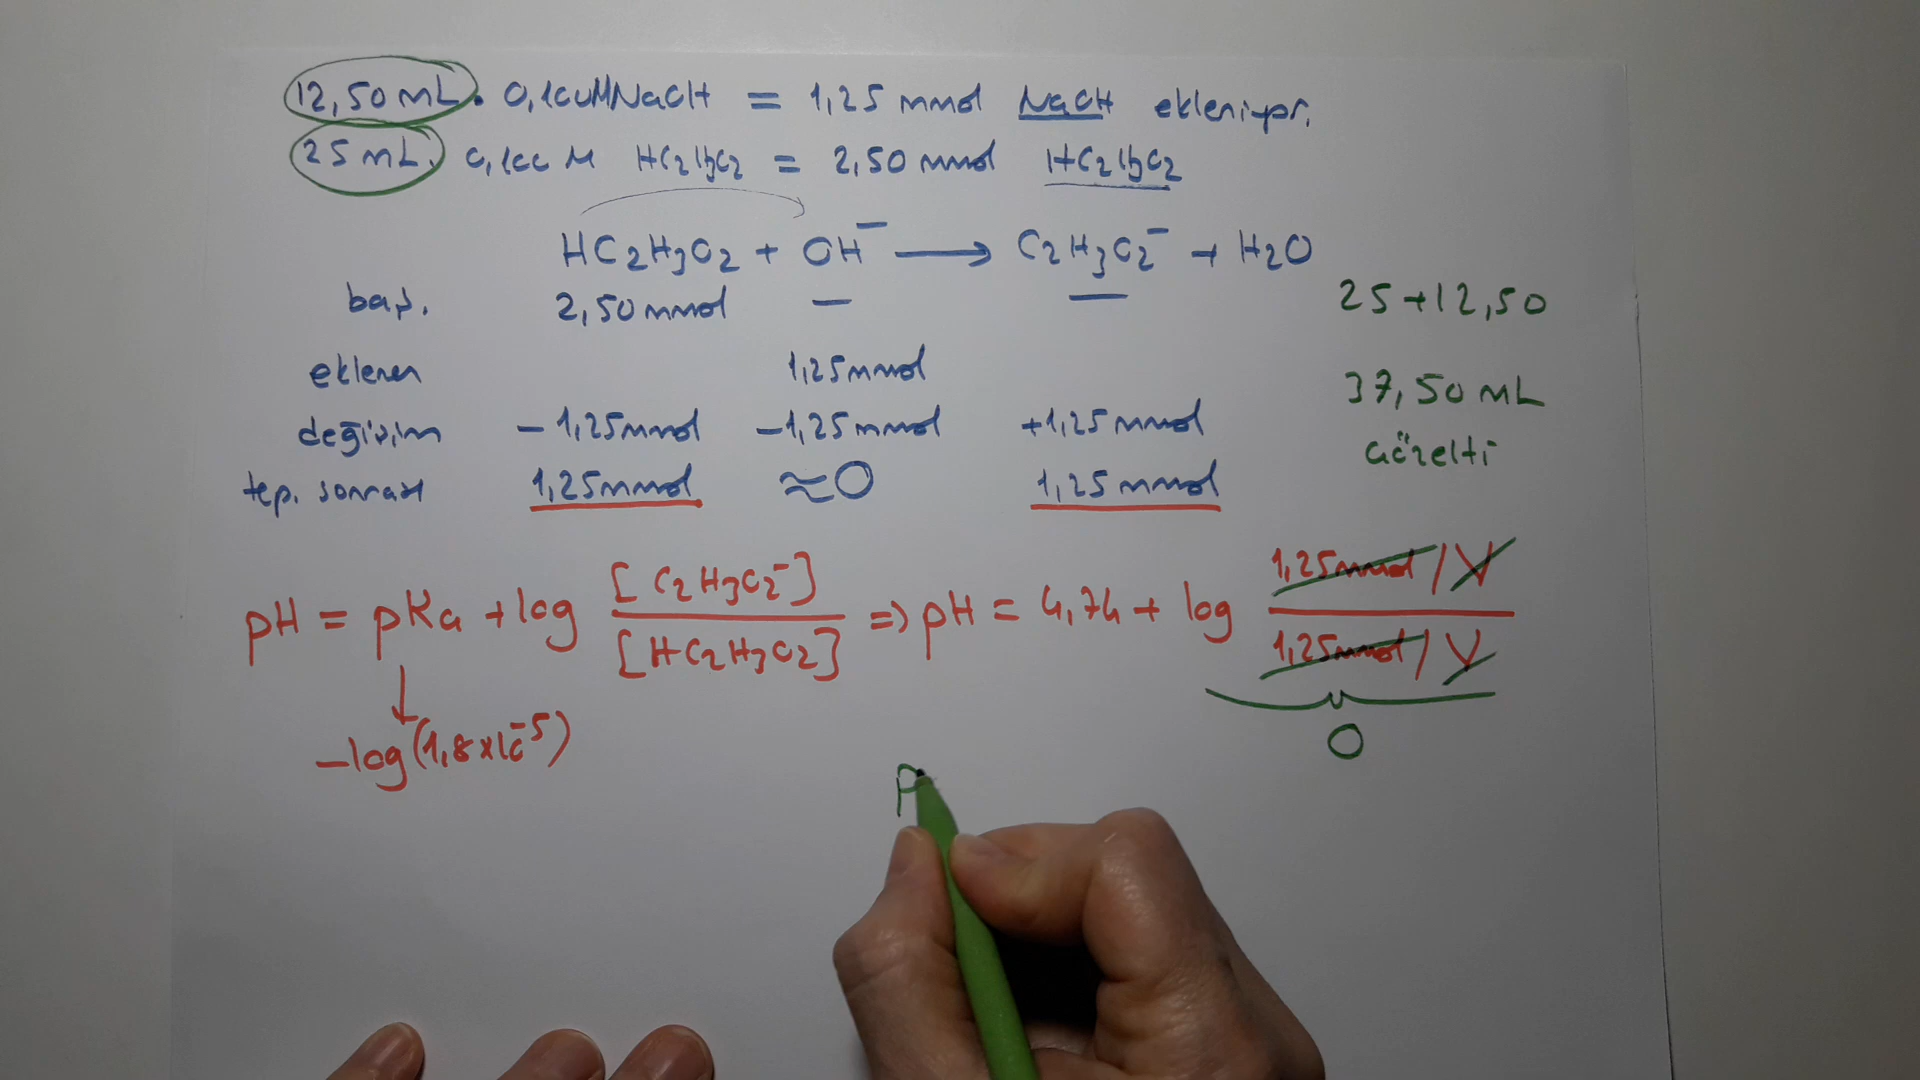 12,50 mL. 0,100M NaOH = 1,25 mmol NaOH ekleniyor.
25 mL. 0,100 M HC2H3O2 = 2,50 mmol HC2H3O2
HC2H3O2 + OH⁻ ⟶ C2H3O2⁻ + H2O
baş. 2,50 mmol — —
25+12,50
eklenen 1,25 mmol
37,50 mL
değişim -1,25 mmol -1,25 mmol +1,25 mmol
çözelti
tep. sonrası 1,25 mmol ≈0 1,25 mmol
pH = pKa + log [C2H3O2⁻] / [HC2H3O2] ⇒ pH = 4,74 + log 1,25 mmol/V / 1,25 mmol/V
↓
-log(1,8x10⁻⁵)
0
P